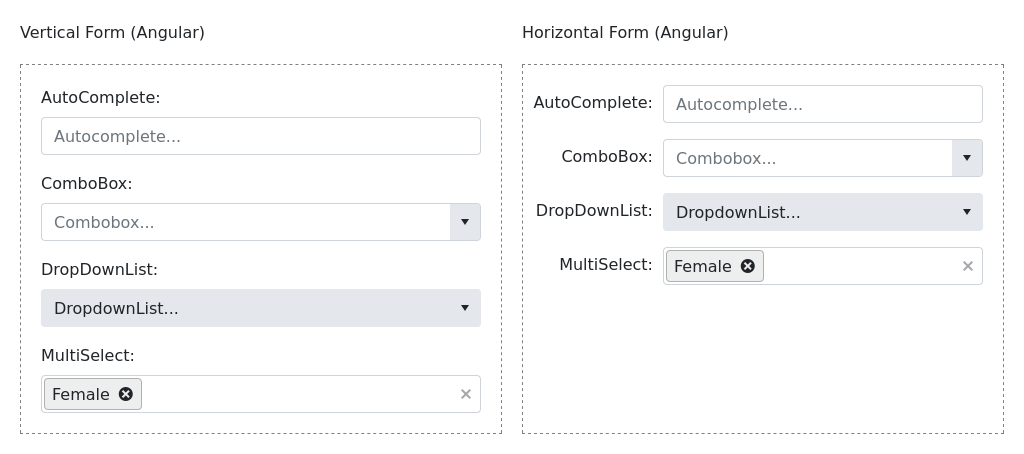 Vertical Form (Angular)
AutoComplete:
Autocomplete...
ComboBox:
Combobox...
DropDownList:
DropdownList...
MultiSelect:
Female
Horizontal Form (Angular)
AutoComplete:
Autocomplete...
ComboBox:
Combobox...
DropDownList:
DropdownList...
MultiSelect:
Female